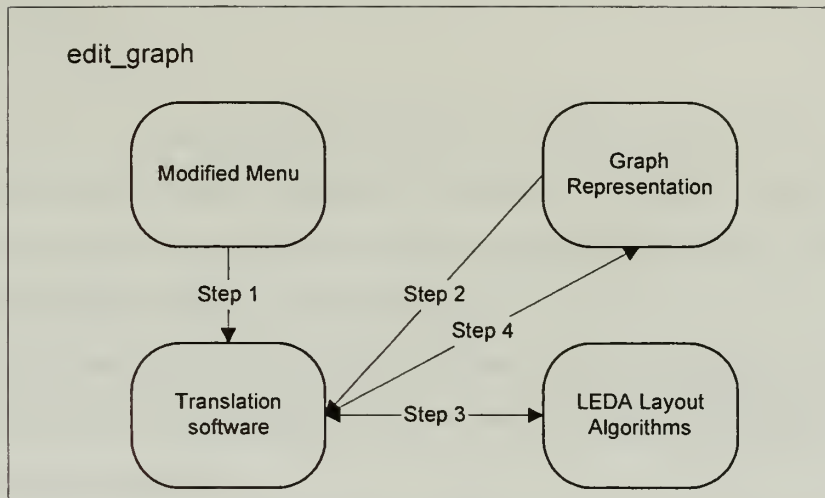 edit_graph
Modified Menu
Graph
Representation
Step 1
Step 2
Step 4
Translation
software
Step 3
LEDA Layout
Algorithms